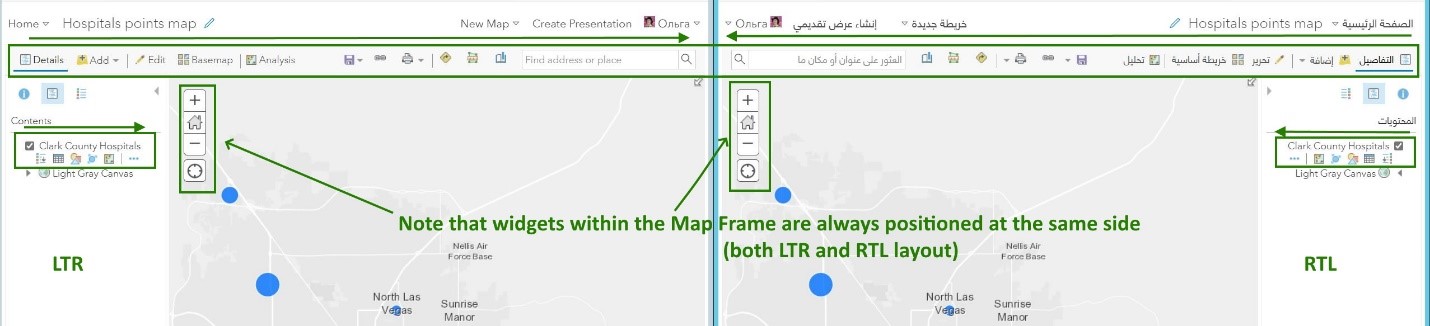 Home
Hospitals points map
New Map
Create Presentation
Ольга
Details
Add
Edit
Basemap
Analysis
Find address or place
Contents
Clark County Hospitals
Light Gray Canvas
LTR
Nellis Air
Force Base
North Las
Vegas
Sunrise
Manor
Note that widgets within the Map Frame are always positioned at the same side
(both LTR and RTL layout)
الصفحة الرئيسية
Hospitals points map
خريطة جديدة
إنشاء عرض تقديمي
Ольга
التفاصيل
إضافة
تحرير
خريطة أساسية
تحليل
العثور على عنوان أو مكان ما
المحتويات
Clark County Hospitals
Light Gray Canvas
RTL
Nellis Air
Force Base
North Las
Vegas
Sunrise
Manor